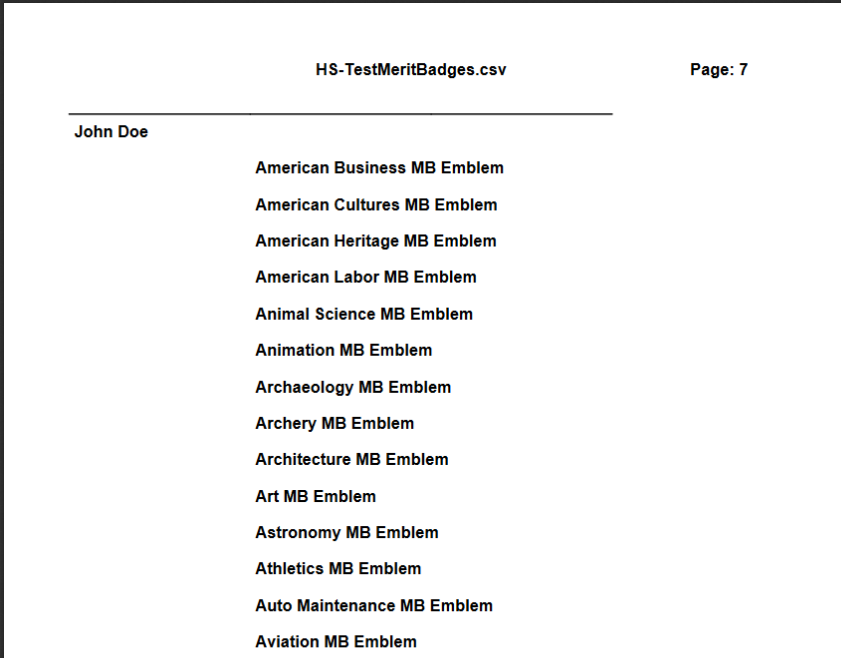 HS-TestMeritBadges.csv Page: 7
John Doe
American Business MB Emblem
American Cultures MB Emblem
American Heritage MB Emblem
American Labor MB Emblem
Animal Science MB Emblem
Animation MB Emblem
Archaeology MB Emblem
Archery MB Emblem
Architecture MB Emblem
Art MB Emblem
Astronomy MB Emblem
Athletics MB Emblem
Auto Maintenance MB Emblem
Aviation MB Emblem